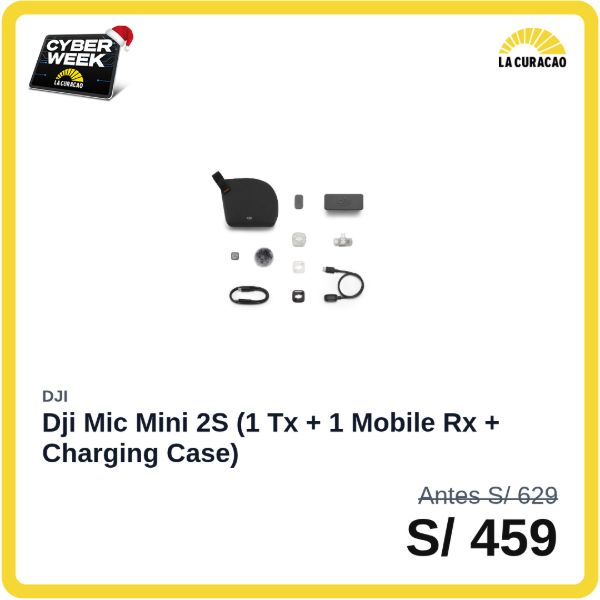 CYBER
WEEK
LA CURACAO
LA CURACAO
DJI
Dji Mic Mini 2S (1 Tx + 1 Mobile Rx +
Charging Case)
Antes S/ 629
S/ 459